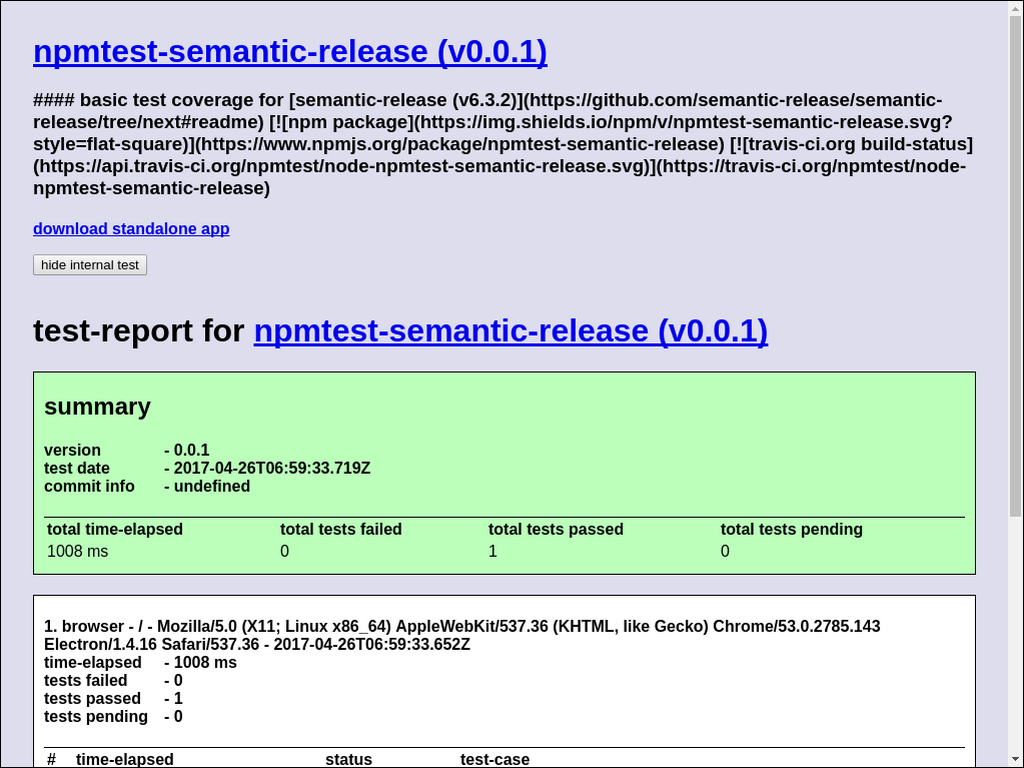 npmtest-semantic-release (v0.0.1)
#### basic test coverage for [semantic-release (v6.3.2)](https://github.com/semantic-release/semantic-
release/tree/next#readme) [![npm package](https://img.shields.io/npm/v/npmtest-semantic-release.svg?
style=flat-square)](https://www.npmjs.org/package/npmtest-semantic-release) [![travis-ci.org build-status]
(https://api.travis-ci.org/npmtest/node-npmtest-semantic-release.svg)](https://travis-ci.org/npmtest/node-
npmtest-semantic-release)
download standalone app
hide internal test
test-report for npmtest-semantic-release (v0.0.1)
summary
version - 0.0.1
test date - 2017-04-26T06:59:33.719Z
commit info - undefined
total time-elapsed total tests failed total tests passed total tests pending
1008 ms 0 1 0
1. browser - / - Mozilla/5.0 (X11; Linux x86_64) AppleWebKit/537.36 (KHTML, like Gecko) Chrome/53.0.2785.143
Electron/1.4.16 Safari/537.36 - 2017-04-26T06:59:33.652Z
time-elapsed - 1008 ms
tests failed - 0
tests passed - 1
tests pending - 0
# time-elapsed status test-case